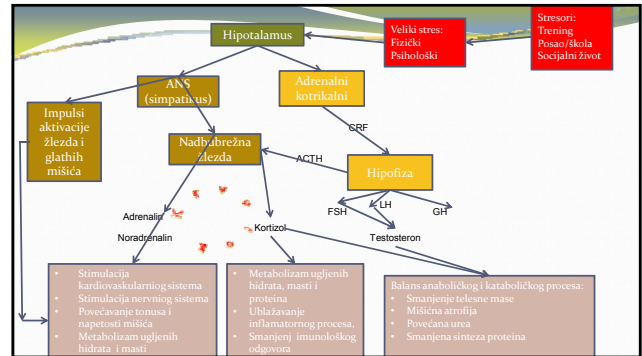 Hipotalamus
Veliki stres:
Fizički
Psihološki
Stresori:
Trening
Posao/škola
Socijalni život
ANS
(simpatikus)
Adrenalni
kotrikalni
Impulsi
aktivacije
žlezda i
glatkih
mišića
Nadbubrežna
žlezda
CRF
ACTH
Hipofiza
FSH
LH
GH
Adrenalin
Noradrenalin
Kortizol
Testosteron
• Stimulacija
kardiovaskularniog sistema
• Stimulacija nervniog sistema
• Povećavanje tonusa i
napetosti mišića
• Metabolizam ugljenih
hidrata i masti
• Metabolizam ugljenih
hidrata, masti i
proteina
• Ublažavanje
inflamatornog procesa,
• Smanjenj imunološkog
odgovora
Balans anaboličkog i kataboličkog procesa:
• Smanjenje telesne mase
• Mišićna atrofija
• Povećana urea
• Smanjena sinteza proteina